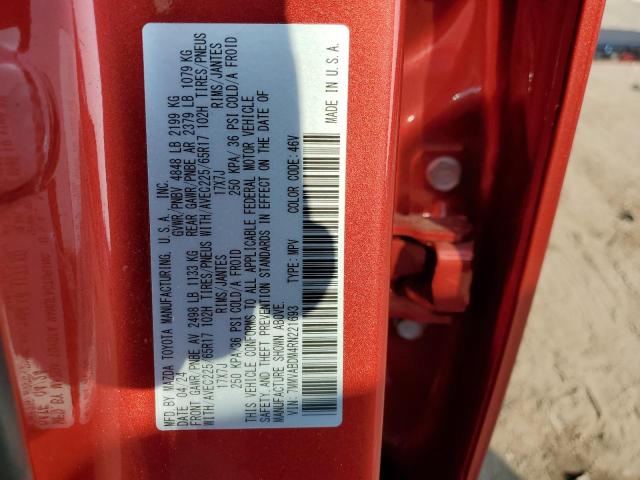 MFD.BY MAZDA TOYOTA MANUFACTURING, U.S.A., INC.
DATE 04/24 GVWR/PNBV 4848 LB 2199 KG
FRONT GAWR/PNBE AV 2498 LB 1133 KG REAR GAWR/PNBE AR 2379 LB 1079 KG
WITH/AVEC225/65R17 102H TIRES/PNEUS WITH/AVEC225/65R17 102H TIRES/PNEUS
17X7J RIMS/JANTES 17X7J RIMS/JANTES
250 KPA/36 PSI COLD/A FROID 250 KPA/36 PSI COLD/A FROID
THIS VEHICLE CONFORMS TO ALL APPLICABLE FEDERAL MOTOR VEHICLE
SAFETY AND THEFT PREVENTION STANDARDS IN EFFECT ON THE DATE OF
MANUFACTURE SHOWN ABOVE.
VIN: 7MMVABDM4RN221693 TYPE: MPV COLOR CODE: 46V
MADE IN U.S.A.